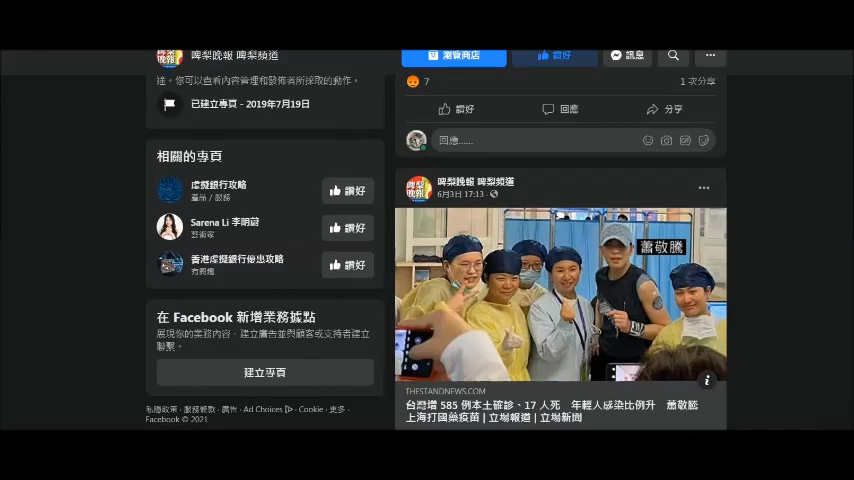 啤梨晚報 啤梨頻道
瀏覽商店
讚好
訊息
途。你可以查看內容管理和發佈者所採取的動作。
已建立專頁 - 2019年7月19日
相關的專頁
虛擬銀行攻略
產品 / 服務
讚好
Sarena Li 李明蔚
藝術家
讚好
香港虛擬銀行優惠攻略
讚好
在 Facebook 新增業務據點
展現你的業務內容、建立廣告並與顧客或支持者建立
聯繫。
建立專頁
私隱政策 · 服務條款 · 廣告 · Ad Choices · Cookie · 更多 ·
Facebook © 2021
7
1 次分享
讚好
回應
分享
回應......
啤梨晚報 啤梨頻道
6月3日 17:13 ·
蕭敬騰
THESTANDNEWS.COM
台灣增 585 例本土確診、17 人死　年輕人感染比例升　蕭敬騰
上海打國藥疫苗 | 立場報道 | 立場新聞